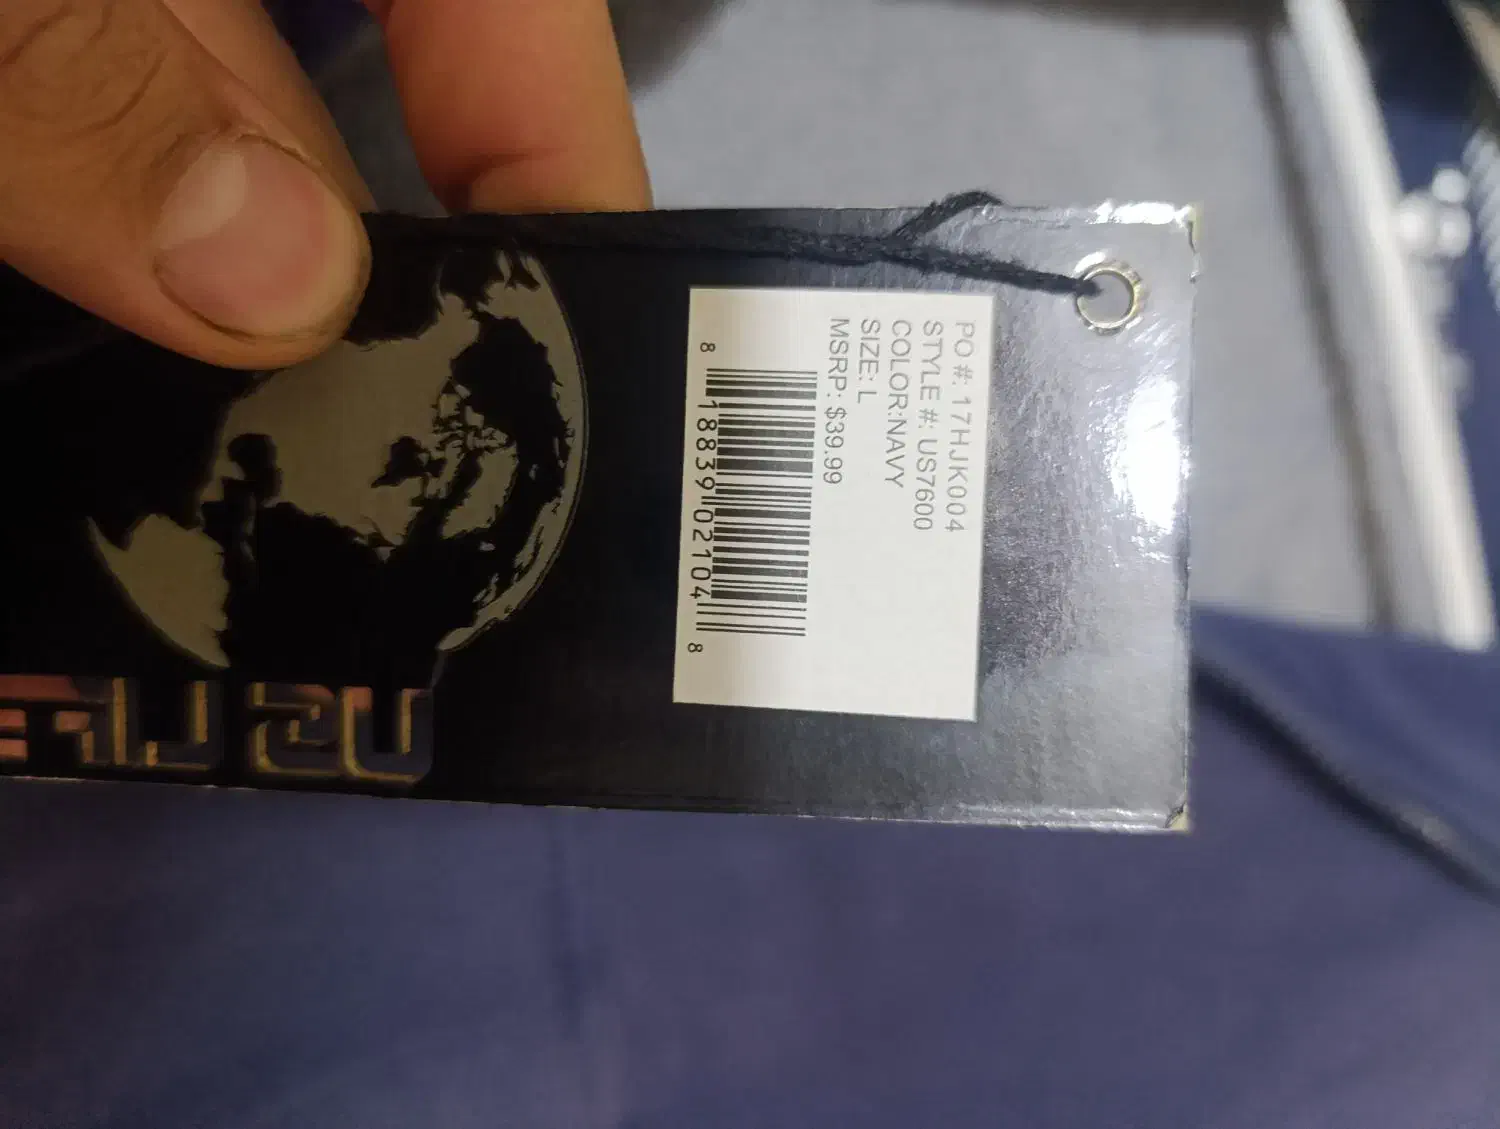 PO #: 17HJK004
STYLE #: US7600
COLOR:NAVY
SIZE: L
MSRP: $39.99
8 18839 02104 8